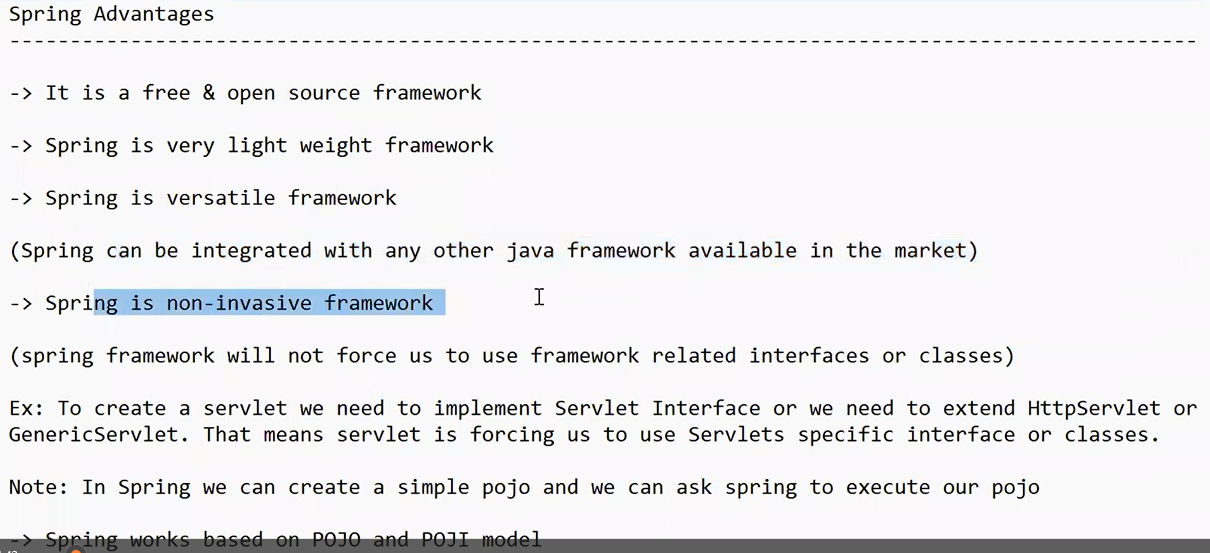 Spring Advantages
-----------------------------------------------------------------------------------------------------
-> It is a free & open source framework
-> Spring is very light weight framework
-> Spring is versatile framework
(Spring can be integrated with any other java framework available in the market)
-> Spring is non-invasive framework
(spring framework will not force us to use framework related interfaces or classes)
Ex: To create a servlet we need to implement Servlet Interface or we need to extend HttpServlet or
GenericServlet. That means servlet is forcing us to use Servlets specific interface or classes.
Note: In Spring we can create a simple pojo and we can ask spring to execute our pojo
-> Spring works based on POJO and POJI model